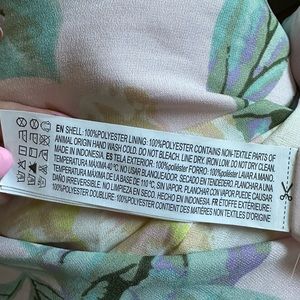 EN SHELL: 100%POLYESTER LINING: 100%POLYESTER CONTAINS NON-TEXTILE PARTS OF
ANIMAL ORIGIN HAND WASH COLD. DO NOT BLEACH. LINE DRY. IRON LOW. DO NOT DRY CLEAN.
MADE IN INDONESIA. ES TELA EXTERIOR: 100%poliéster FORRO: 100%poliéster LAVAR A MANO.
TEMPERATURA MÁXIMA 40 ºC. NO USAR BLANQUEADOR. SECADO EN TENDEDERO. PLANCHAR A UNA
TEMPERATURA MÁXIMA DE LA BASE DE 110 ºC, SIN VAPOR. PLANCHAR CON VAPOR PUEDE CAUSAR
DAÑO IRREVERSIBLE. NO LIMPIEZA EN SECO. HECHO EN INDONESIA. FR ÉTOFFE EXTÉRIEURE:
100%POLYESTER DOUBLURE: 100%POLYESTER CONTIENT DES MATIÈRES NON TEXTILES D'ORIGINE